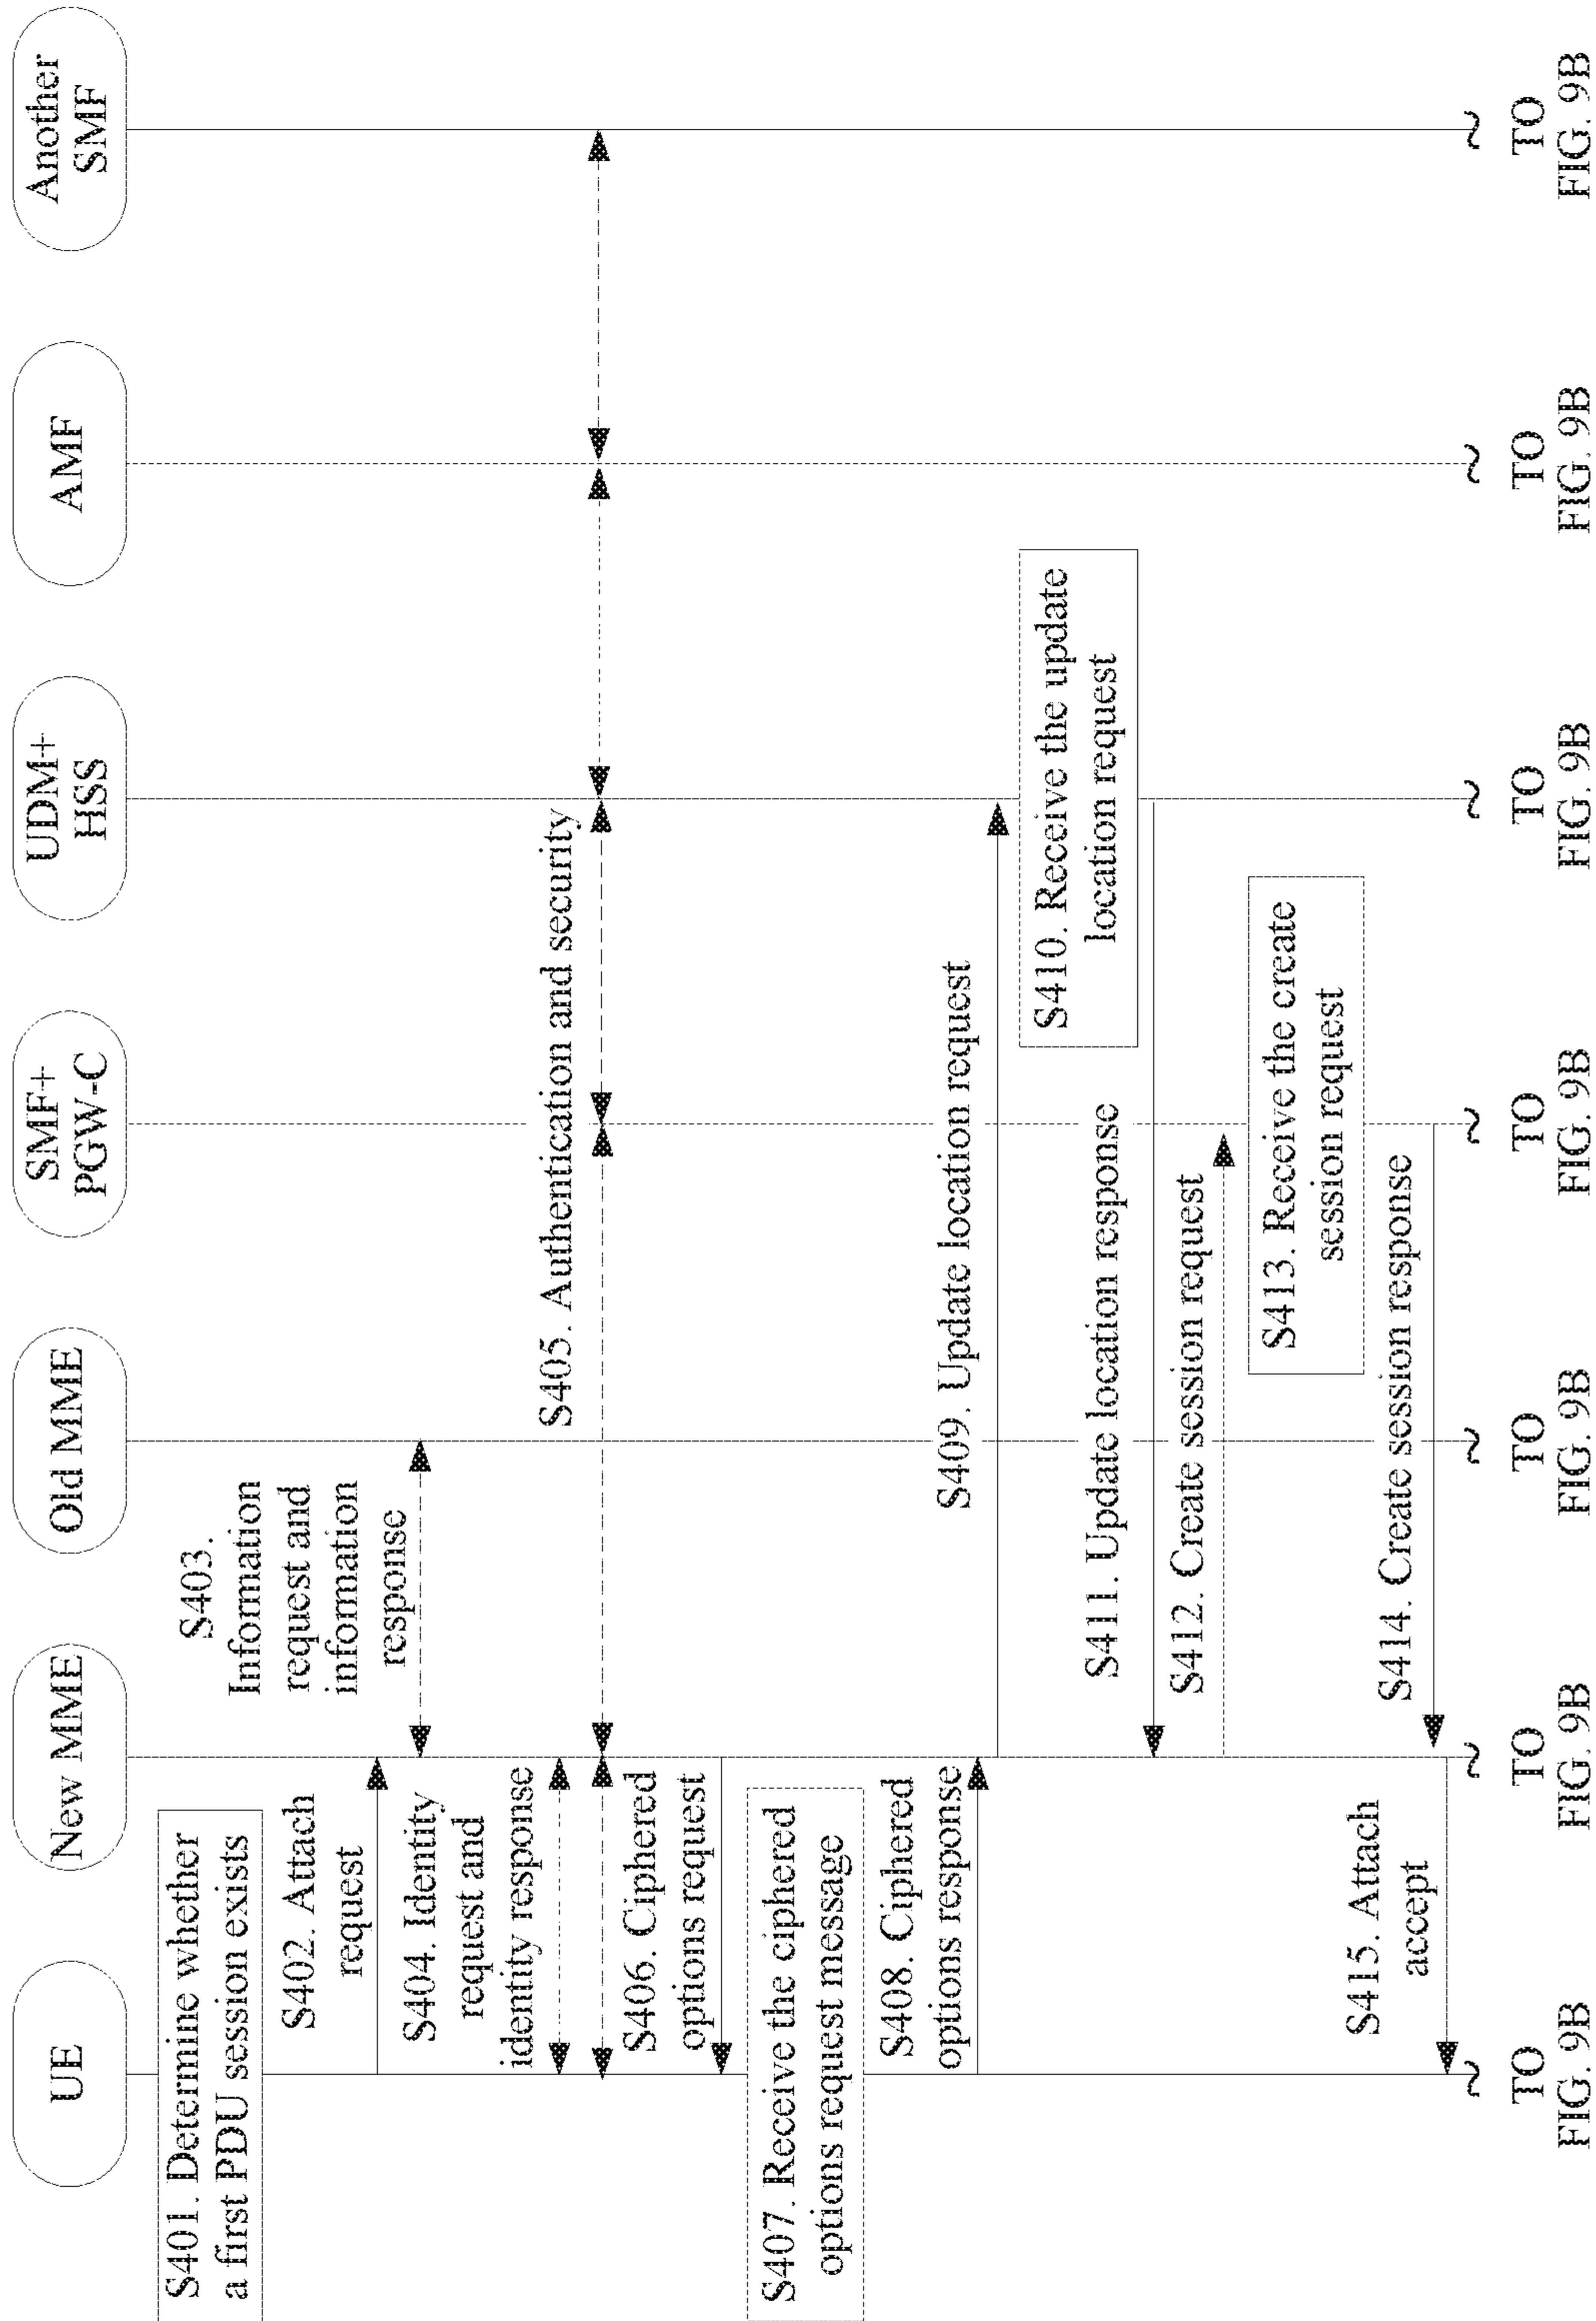 UE
New MME
Old MME
SMF+
PGW-C
UDM+
HSS
AMF
Another
SMF
S401. Determine whether
a first PDU session exists
S402. Attach
request
S403.
Information
request and
information
response
S404. Identity
request and
identity response
S405. Authentication and security
S406. Ciphered
options request
S407. Receive the ciphered
options request message
S408. Ciphered
options response
S409. Update location request
S410. Receive the update
location request
S411. Update location response
S412. Create session request
S413. Receive the create
session request
S414. Create session response
S415. Attach
accept
TO
FIG. 9B
TO
FIG. 9B
TO
FIG. 9B
TO
FIG. 9B
TO
FIG. 9B
TO
FIG. 9B
TO
FIG. 9B